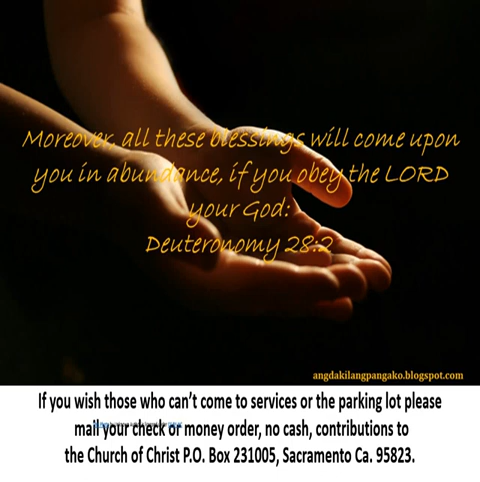 Moreover, all these blessings will come upon
you in abundance, if you obey the LORD
your God:
Deuteronomy 28:2
angdakilangpangako.blogspot.com
If you wish those who can't come to services or the parking lot please
mail your check or money order, no cash, contributions to
the Church of Christ P.O. Box 231005, Sacramento Ca. 95823.